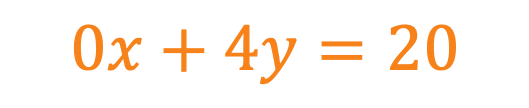 0x + 4y = 20